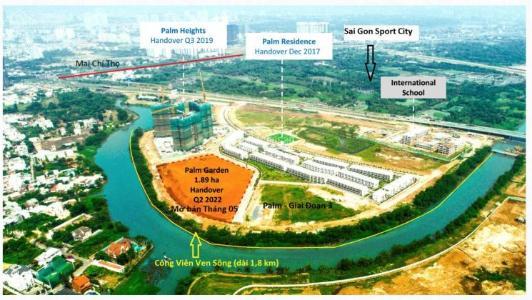 Palm Heights
Handover Q3 2019
Palm Residence
Handover Dec 2017
Sai Gon Sport City
Mai Chí Thọ
International
School
Palm Garden
1.89 ha
Handover
Q2 2022
Mở bán Tháng 05
Palm - Giai Đoạn 3
Công Viên Ven Sông (dài 1,8 km)